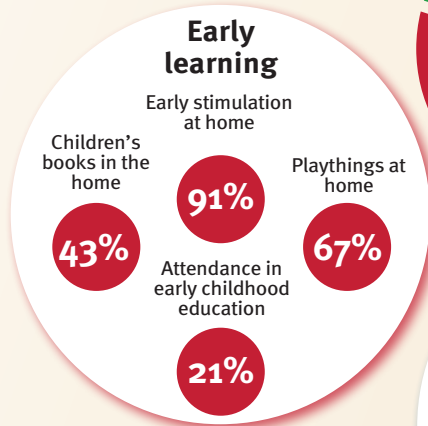 Early
learning
Early stimulation
at home
91%
Children’s
books in the
home
43%
Playthings at
home
67%
Attendance in
early childhood
education
21%